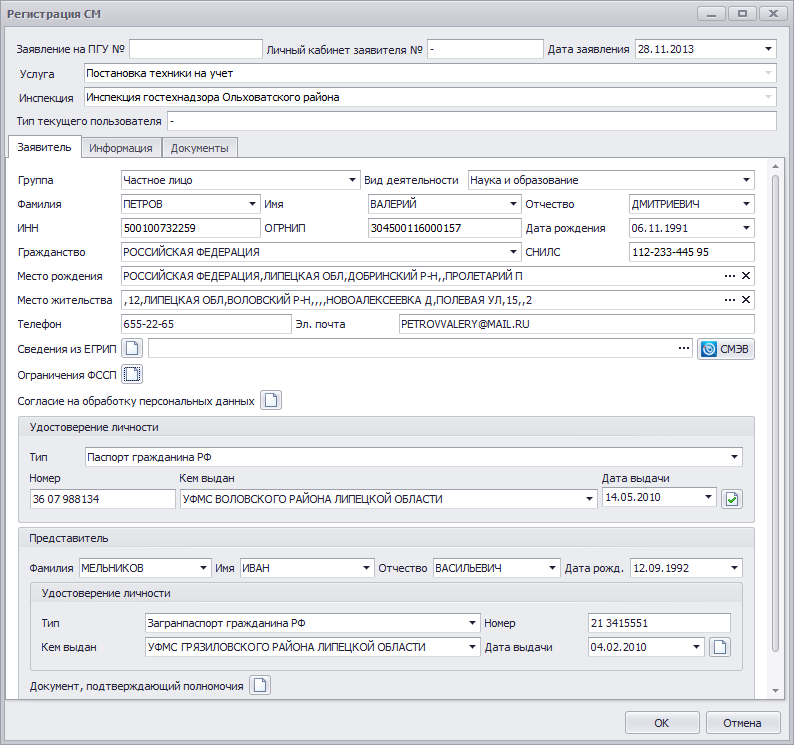 Регистрация СМ
Заявление на ПГУ № Личный кабинет заявителя № - Дата заявления 28.11.2013
Услуга Постановка техники на учет
Инспекция Инспекция гостехнадзора Ольховатского района
Тип текущего пользователя -
Заявитель Информация Документы
Группа Частное лицо Вид деятельности Наука и образование
Фамилия ПЕТРОВ Имя ВАЛЕРИЙ Отчество ДМИТРИЕВИЧ
ИНН 500100732259 ОГРНИП 304500116000157 Дата рождения 06.11.1991
Гражданство РОССИЙСКАЯ ФЕДЕРАЦИЯ СНИЛС 112-233-445 95
Место рождения РОССИЙСКАЯ ФЕДЕРАЦИЯ,ЛИПЕЦКАЯ ОБЛ,ДОБРИНСКИЙ Р-Н,,ПРОЛЕТАРИЙ П ...
Место жительства ,12,ЛИПЕЦКАЯ ОБЛ,ВОЛОВСКИЙ Р-Н,,,,НОВОАЛЕКСЕЕВКА Д,ПОЛЕВАЯ УЛ,15,,2 ...
Телефон 655-22-65 Эл. почта PETROVVALERY@MAIL.RU
Сведения из ЕГРИП ... СМЭВ
Ограничения ФССП
Согласие на обработку персональных данных
Удостоверение личности
Тип Паспорт гражданина РФ
Номер Кем выдан Дата выдачи
36 07 988134 УФМС ВОЛОВСКОГО РАЙОНА ЛИПЕЦКОЙ ОБЛАСТИ 14.05.2010
Представитель
Фамилия МЕЛЬНИКОВ Имя ИВАН Отчество ВАСИЛЬЕВИЧ Дата рожд. 12.09.1992
Удостоверение личности
Тип Загранпаспорт гражданина РФ Номер 21 3415551
Кем выдан УФМС ГРЯЗИЛОВСКОГО РАЙОНА ЛИПЕЦКОЙ ОБЛАСТИ Дата выдачи 04.02.2010
Документ, подтверждающий полномочия
ОК Отмена